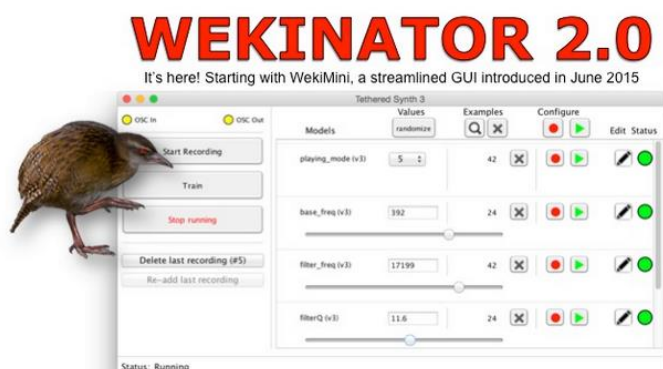 WEKINATOR 2.0
It's here! Starting with WekiMini, a streamlined GUI introduced in June 2015
Tethered Synth 3
OSC In OSC Out
Values Examples Configure
Models randomize Edit Status
Start Recording
Train
Stop running
Delete last recording (#5)
Re-add last recording
playing_mode (v3) 5 42
base_freq (v3) 392 24
filter_freq (v3) 17199 42
filterQ (v3) 11.6 24
Status: Running